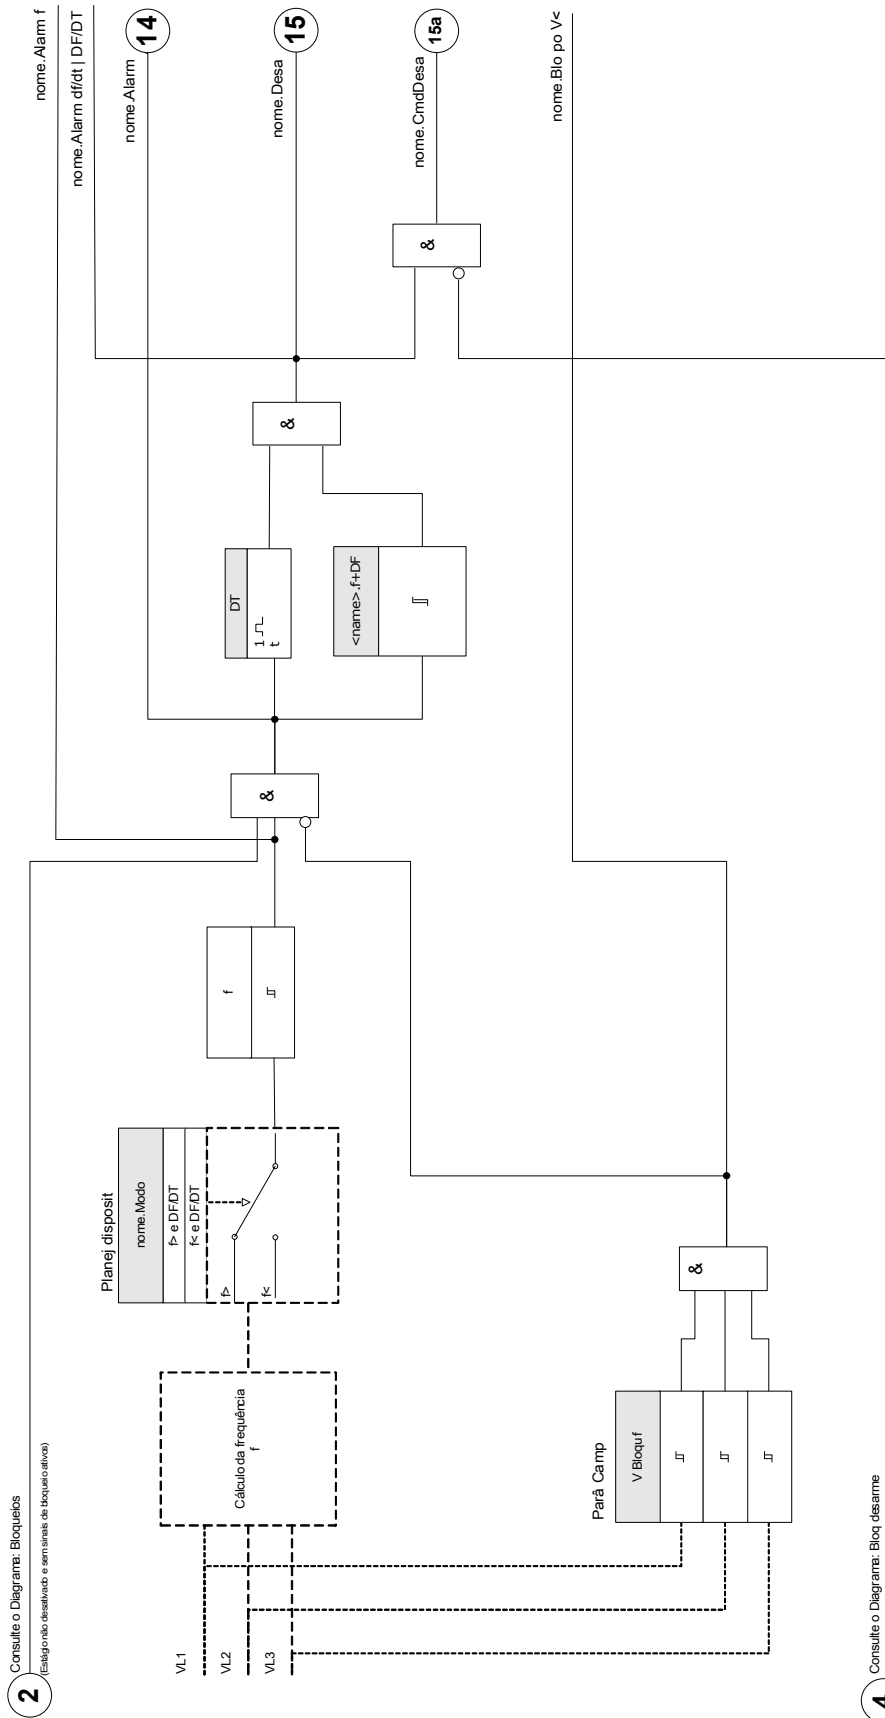 2
Consulte o Diagrama: Bloqueios
(Estágio não desativado e sem sinais de bloqueio ativos)
VL1
VL2
VL3
Cálculo da frequência
f
Planej disposit
nome.Modo
f> e DF/DT
f< e DF/DT
f>
f<
f
&
DT
1
t
<name>.f+DF
&
&
nome.Alarm f
nome.Alarm df/dt | DF/DT
nome.Alarm
14
nome.Desa
15
nome.CmdDesa
15a
nome.Blo po V<
Parâ Camp
V Bloqu f
&
4
Consulte o Diagrama: Bloq desarme